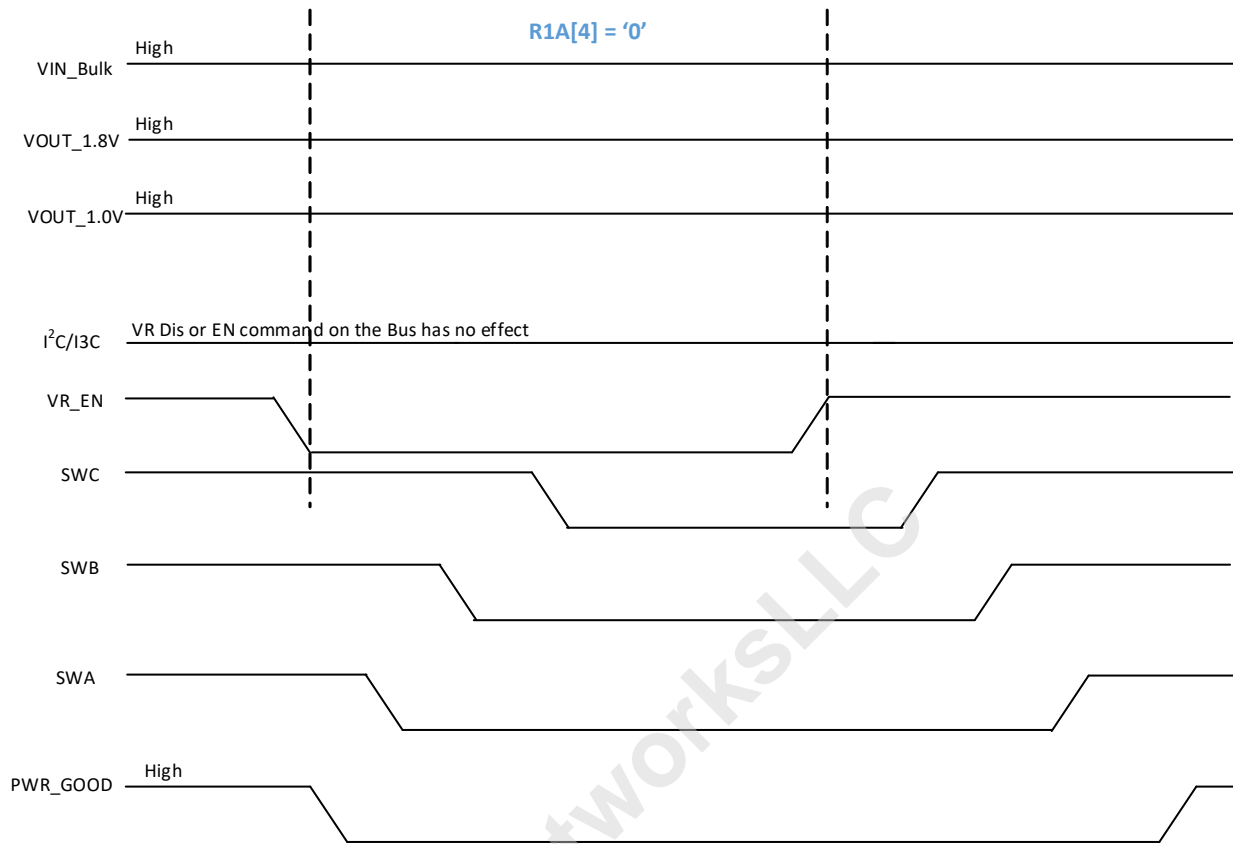 R1A[4] = ‘0’
High
VIN_Bulk
High
VOUT_1.8V
High
VOUT_1.0V
VR Dis or EN command on the Bus has no effect
I²C/I3C
VR_EN
SWC
SWB
SWA
High
PWR_GOOD
tworksLLC